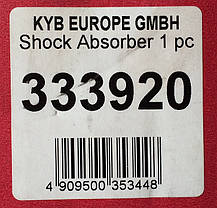 KYB EUROPE GMBH
Shock Absorber 1 pc
333920
4 909500 353448